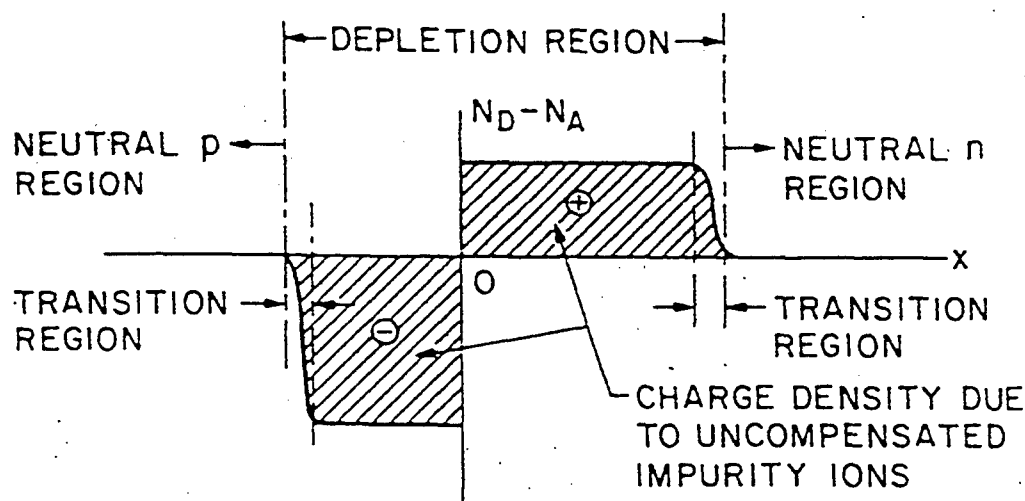 DEPLETION REGION
N_D – N_A
NEUTRAL p
REGION
NEUTRAL n
REGION
⊕
x
O
TRANSITION
REGION
⊖
TRANSITION
REGION
CHARGE DENSITY DUE
TO UNCOMPENSATED
IMPURITY IONS